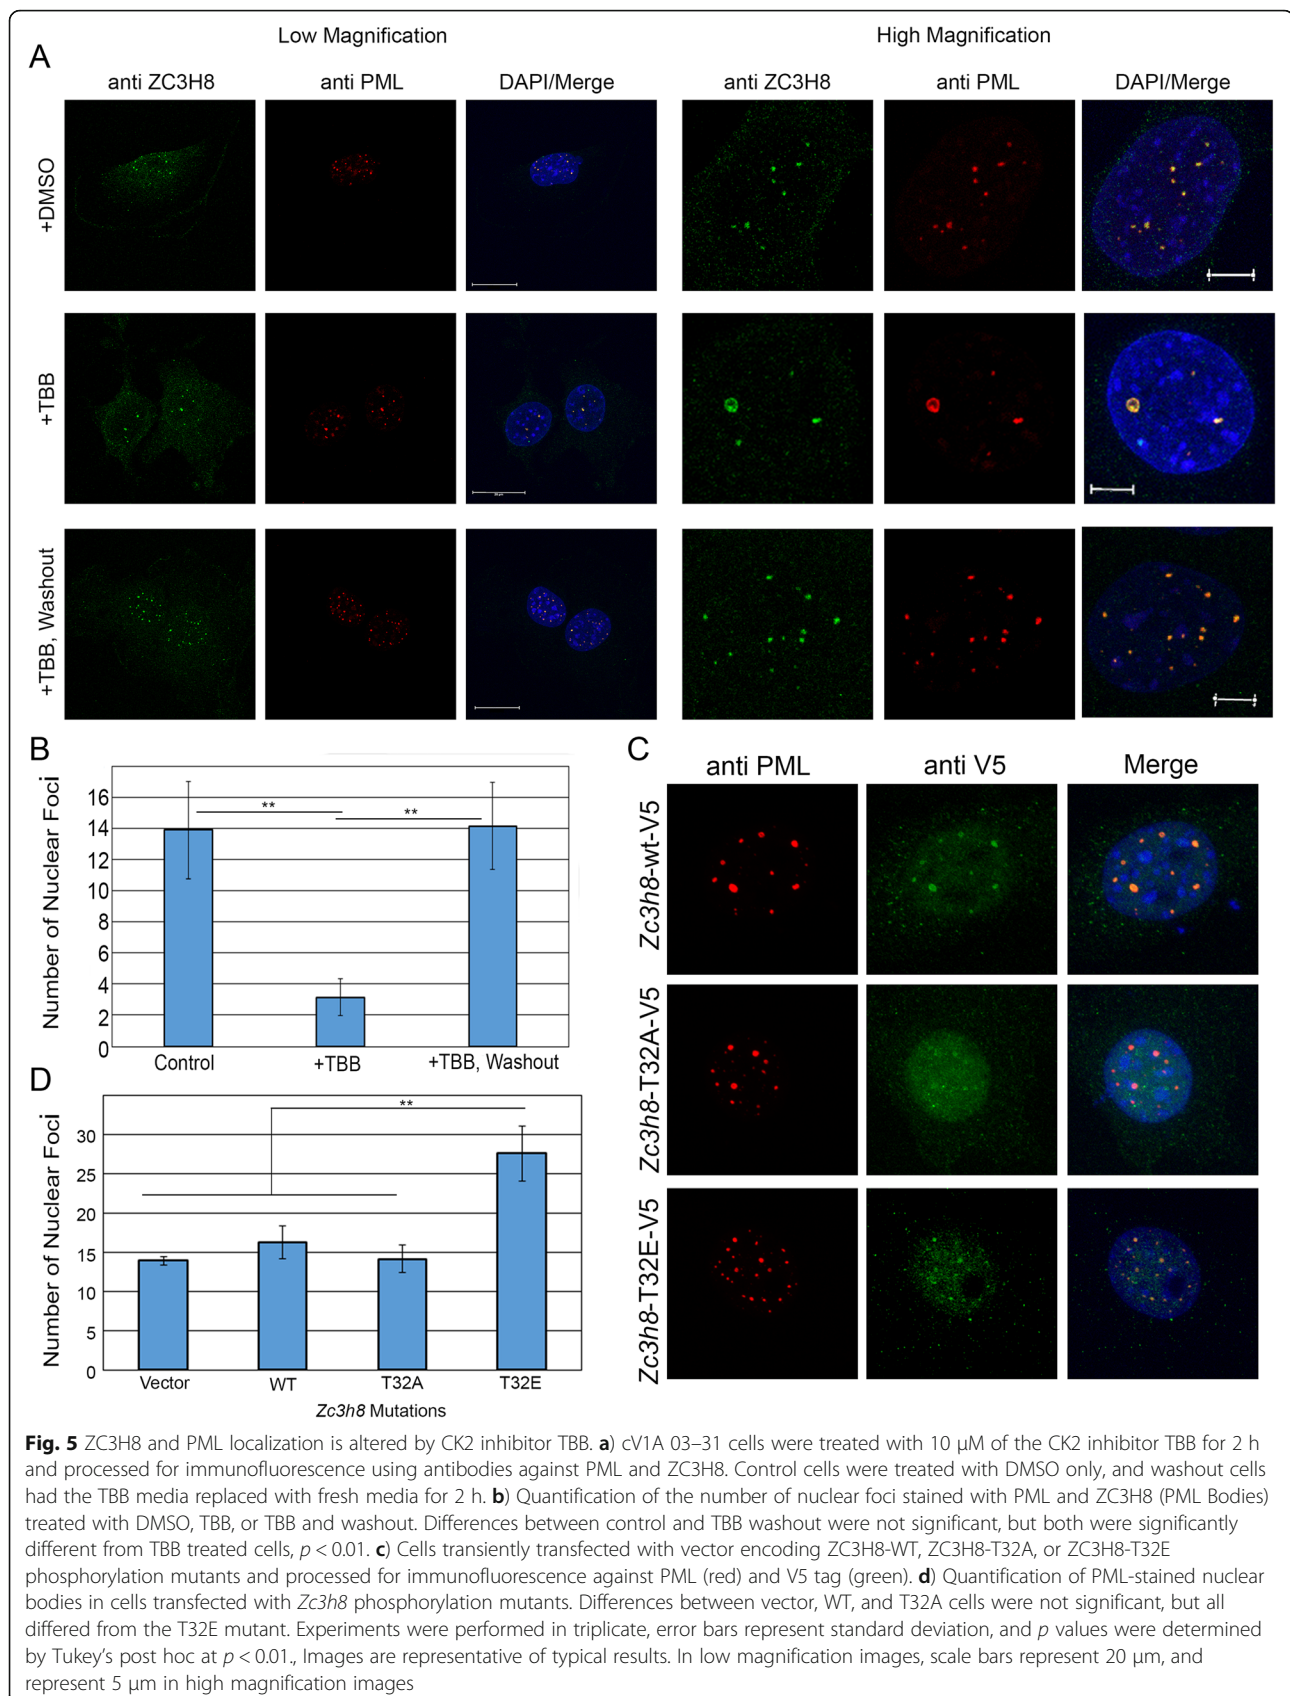 Low Magnification
High Magnification
A
anti ZC3H8
anti PML
DAPI/Merge
anti ZC3H8
anti PML
DAPI/Merge
+DMSO
+TBB
+TBB, Washout
B
Number of Nuclear Foci
16
14
12
10
8
6
4
2
0
**
**
Control
+TBB
+TBB, Washout
C
anti PML
anti V5
Merge
Zc3h8-wt-V5
Zc3h8-T32A-V5
Zc3h8-T32E-V5
D
Number of Nuclear Foci
30
25
20
15
10
5
0
**
Vector
WT
T32A
T32E
Zc3h8 Mutations
Fig. 5 ZC3H8 and PML localization is altered by CK2 inhibitor TBB. a) cV1A 03–31 cells were treated with 10 μM of the CK2 inhibitor TBB for 2 h
and processed for immunofluorescence using antibodies against PML and ZC3H8. Control cells were treated with DMSO only, and washout cells
had the TBB media replaced with fresh media for 2 h. b) Quantification of the number of nuclear foci stained with PML and ZC3H8 (PML Bodies)
treated with DMSO, TBB, or TBB and washout. Differences between control and TBB washout were not significant, but both were significantly
different from TBB treated cells, p < 0.01. c) Cells transiently transfected with vector encoding ZC3H8-WT, ZC3H8-T32A, or ZC3H8-T32E
phosphorylation mutants and processed for immunofluorescence against PML (red) and V5 tag (green). d) Quantification of PML-stained nuclear
bodies in cells transfected with Zc3h8 phosphorylation mutants. Differences between vector, WT, and T32A cells were not significant, but all
differed from the T32E mutant. Experiments were performed in triplicate, error bars represent standard deviation, and p values were determined
by Tukey's post hoc at p < 0.01., Images are representative of typical results. In low magnification images, scale bars represent 20 μm, and
represent 5 μm in high magnification images